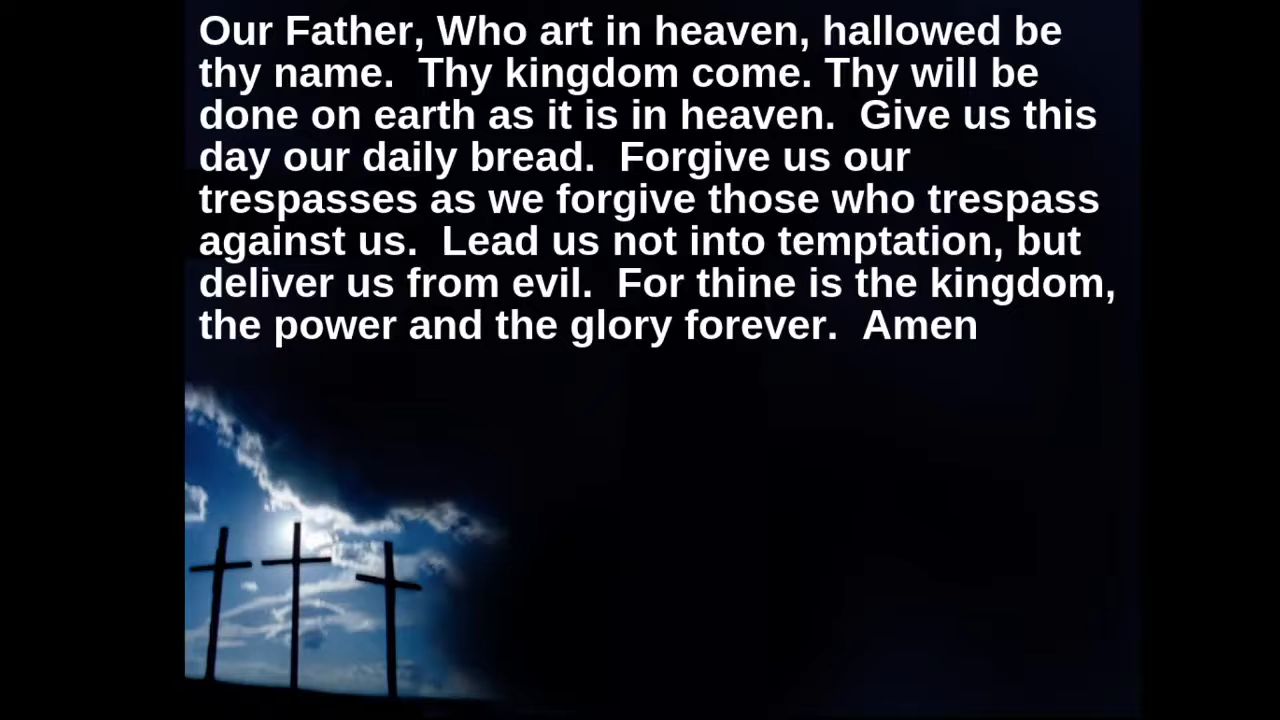 Our Father, Who art in heaven, hallowed be
thy name.  Thy kingdom come. Thy will be
done on earth as it is in heaven.  Give us this
day our daily bread.  Forgive us our
trespasses as we forgive those who trespass
against us.  Lead us not into temptation, but
deliver us from evil.  For thine is the kingdom,
the power and the glory forever.  Amen